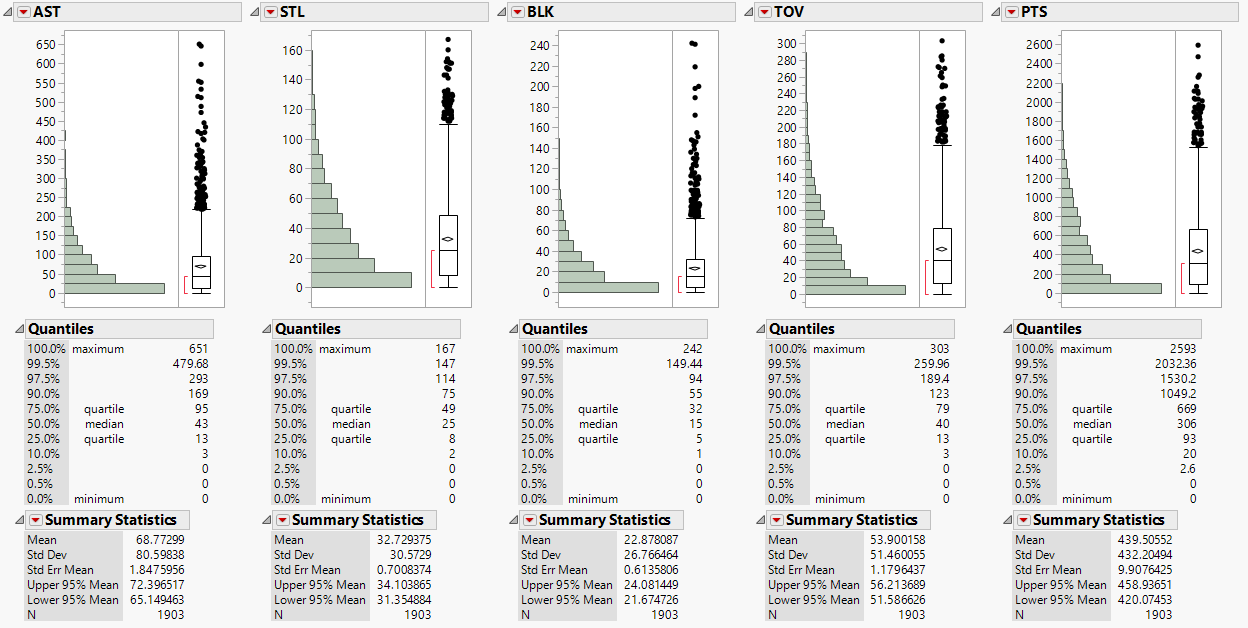 AST STL BLK TOV PTS
650 600 550 500 450 400 350 300 250 200 150 100 50 0
160 140 120 100 80 60 40 20 0
240 220 200 180 160 140 120 100 80 60 40 20 0
300 280 260 240 220 200 180 160 140 120 100 80 60 40 20 0
2600 2400 2200 2000 1800 1600 1400 1200 1000 800 600 400 200 0
Quantiles
100.0% maximum 651
99.5% 479.68
97.5% 293
90.0% 169
75.0% quartile 95
50.0% median 43
25.0% quartile 13
10.0% 3
2.5% 0
0.5% 0
0.0% minimum 0
Summary Statistics
Mean 68.77299
Std Dev 80.59838
Std Err Mean 1.8475956
Upper 95% Mean 72.396517
Lower 95% Mean 65.149463
N 1903
Quantiles
100.0% maximum 167
99.5% 147
97.5% 114
90.0% 75
75.0% quartile 49
50.0% median 25
25.0% quartile 8
10.0% 2
2.5% 0
0.5% 0
0.0% minimum 0
Summary Statistics
Mean 32.729375
Std Dev 30.5729
Std Err Mean 0.7008374
Upper 95% Mean 34.103865
Lower 95% Mean 31.354884
N 1903
Quantiles
100.0% maximum 242
99.5% 149.44
97.5% 94
90.0% 55
75.0% quartile 32
50.0% median 15
25.0% quartile 5
10.0% 1
2.5% 0
0.5% 0
0.0% minimum 0
Summary Statistics
Mean 22.878087
Std Dev 26.766464
Std Err Mean 0.6135806
Upper 95% Mean 24.081449
Lower 95% Mean 21.674726
N 1903
Quantiles
100.0% maximum 303
99.5% 259.96
97.5% 189.4
90.0% 123
75.0% quartile 79
50.0% median 40
25.0% quartile 13
10.0% 3
2.5% 0
0.5% 0
0.0% minimum 0
Summary Statistics
Mean 53.900158
Std Dev 51.460055
Std Err Mean 1.1796437
Upper 95% Mean 56.213689
Lower 95% Mean 51.586626
N 1903
Quantiles
100.0% maximum 2593
99.5% 2032.36
97.5% 1530.2
90.0% 1049.2
75.0% quartile 669
50.0% median 306
25.0% quartile 93
10.0% 20
2.5% 2.6
0.5% 0
0.0% minimum 0
Summary Statistics
Mean 439.50552
Std Dev 432.20494
Std Err Mean 9.9076425
Upper 95% Mean 458.93651
Lower 95% Mean 420.07453
N 1903